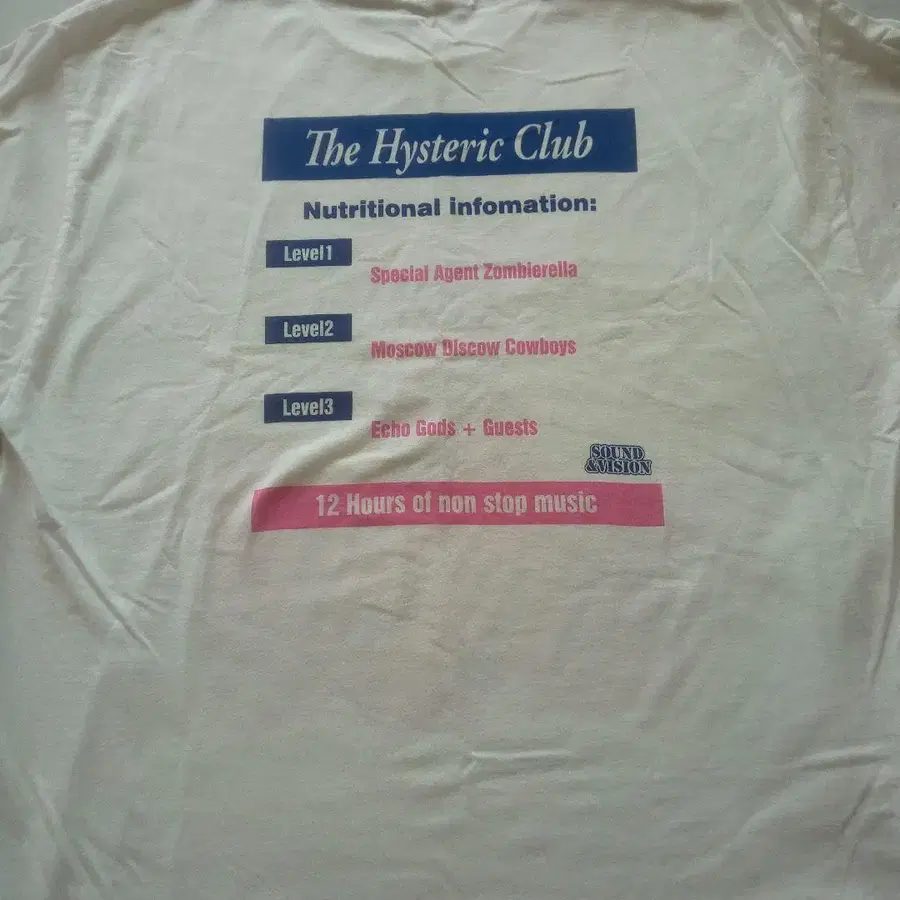 The Hysteric Club
Nutritional infomation:
Level1
Special Agent Zombierella
Level2
Moscow Discow Cowboys
Level3
Echo Gods + Guests
SOUND
&VISION
12 Hours of non stop music